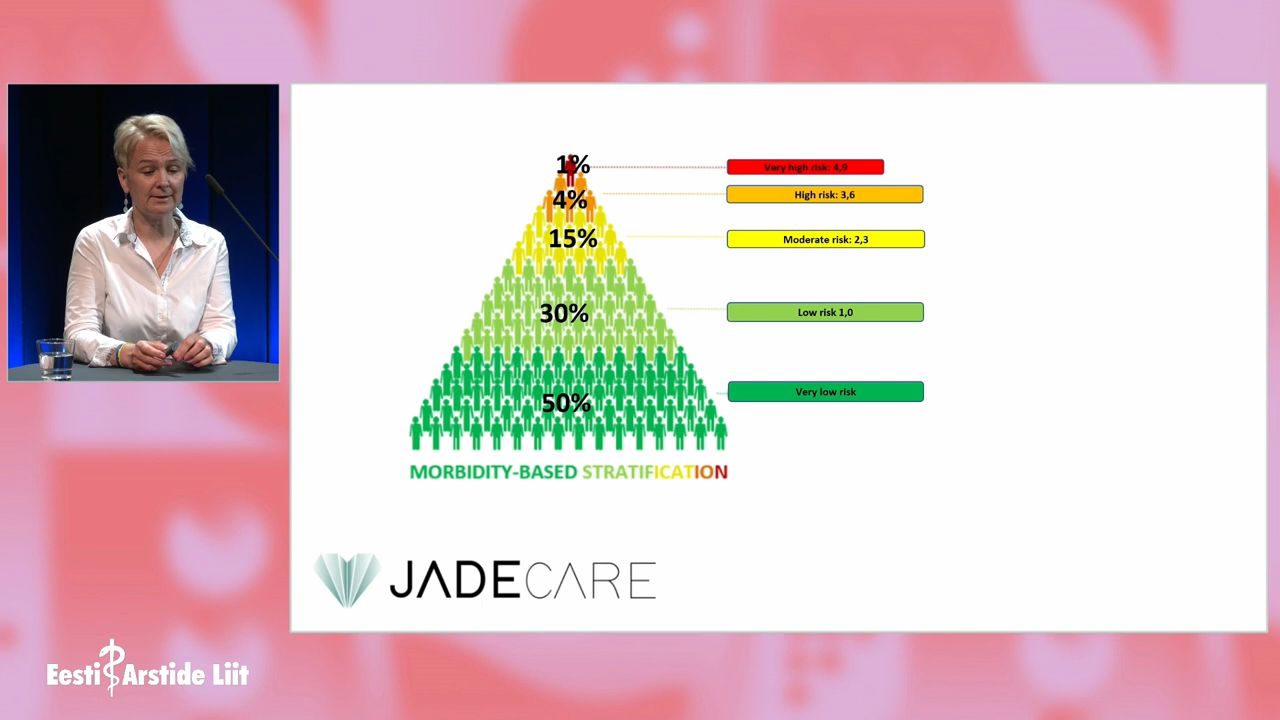 1%
Very high risk: 4,9
4%
High risk: 3,6
15%
Moderate risk: 2,3
30%
Low risk 1,0
50%
Very low risk
MORBIDITY-BASED STRATIFICATION
JADECARE
Eesti Arstide Liit